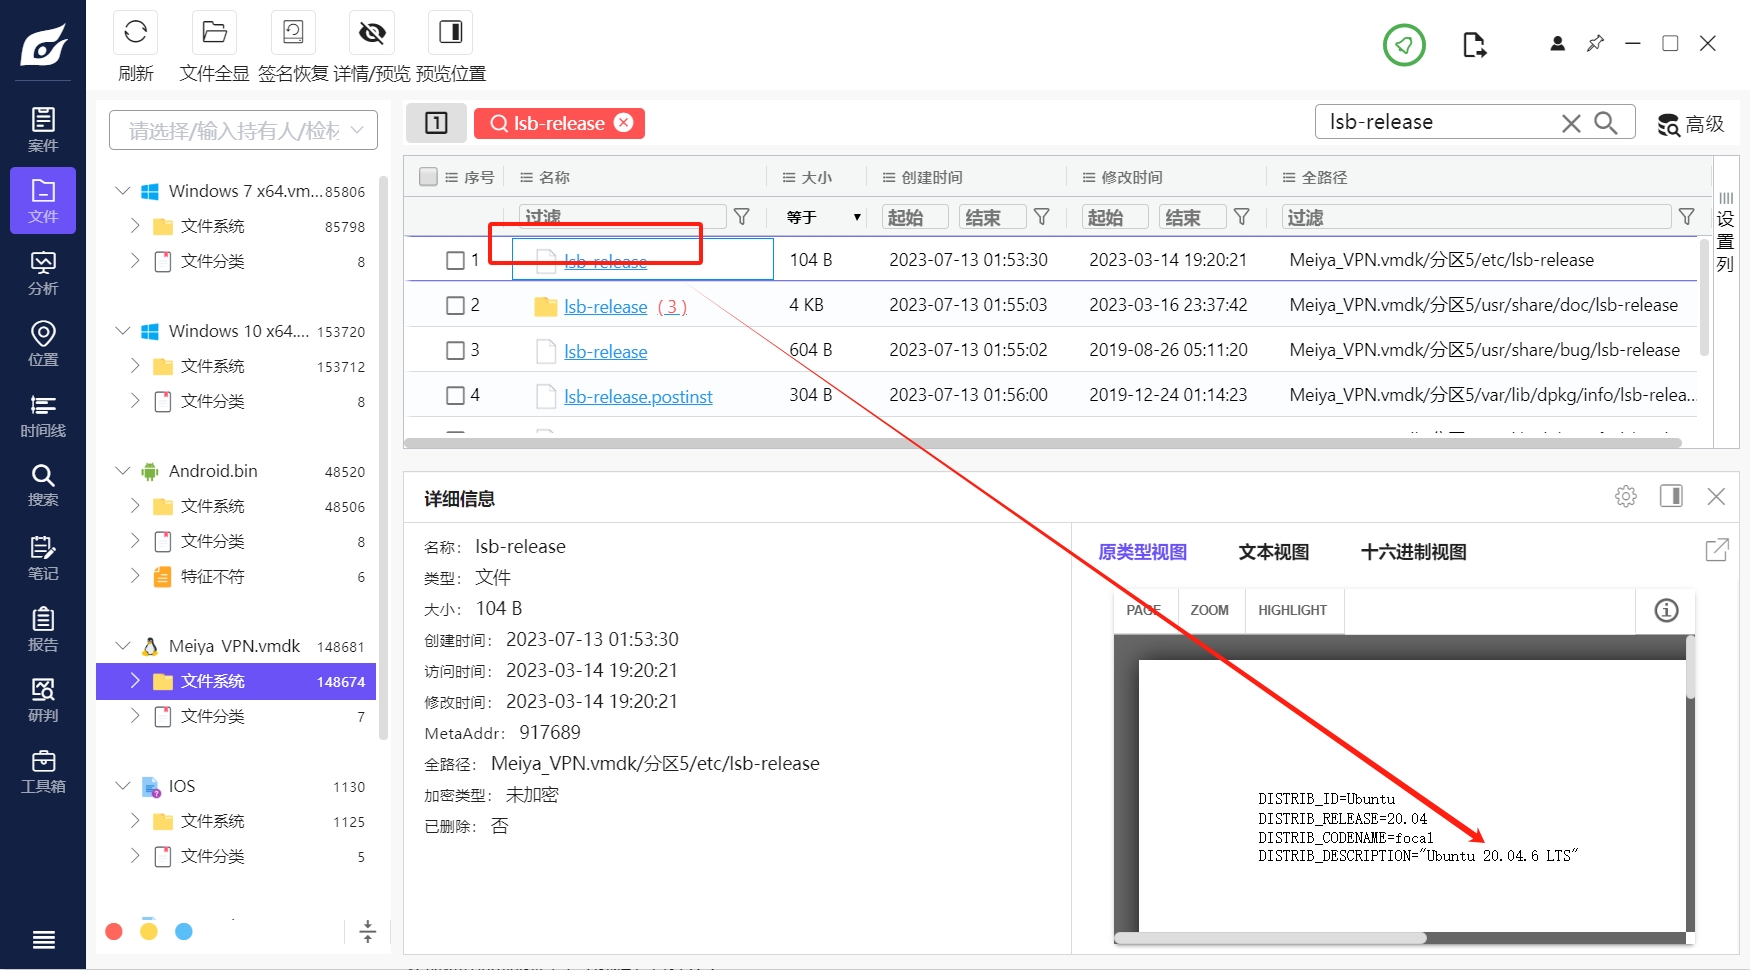 刷新 文件全显 签名恢复 详情/预览 预览位置
案件
文件
分析
位置
时间线
搜索
笔记
报告
研判
工具箱
请选择/输入持有人/检材
Windows 7 x64.vm... 85806
文件系统 85798
文件分类 8
Windows 10 x64.... 153720
文件系统 153712
文件分类 8
Android.bin 48520
文件系统 48506
文件分类 8
特征不符 6
Meiya_VPN.vmdk 148681
文件系统 148674
文件分类 7
IOS 1130
文件系统 1125
文件分类 5
1 lsb-release lsb-release 高级
序号 名称 大小 创建时间 修改时间 全路径
过滤 等于 起始 结束 起始 结束 过滤
设置列
1 lsb-release 104 B 2023-07-13 01:53:30 2023-03-14 19:20:21 Meiya_VPN.vmdk/分区5/etc/lsb-release
2 lsb-release (3) 4 KB 2023-07-13 01:55:03 2023-03-16 23:37:42 Meiya_VPN.vmdk/分区5/usr/share/doc/lsb-release
3 lsb-release 604 B 2023-07-13 01:55:02 2019-08-26 05:11:20 Meiya_VPN.vmdk/分区5/usr/share/bug/lsb-release
4 lsb-release.postinst 304 B 2023-07-13 01:56:00 2019-12-24 01:14:23 Meiya_VPN.vmdk/分区5/var/lib/dpkg/info/lsb-relea...
详细信息
名称: lsb-release
类型: 文件
大小: 104 B
创建时间: 2023-07-13 01:53:30
访问时间: 2023-03-14 19:20:21
修改时间: 2023-03-14 19:20:21
MetaAddr: 917689
全路径: Meiya_VPN.vmdk/分区5/etc/lsb-release
加密类型: 未加密
已删除: 否
原类型视图 文本视图 十六进制视图
PAGE ZOOM HIGHLIGHT
DISTRIB_ID=Ubuntu
DISTRIB_RELEASE=20.04
DISTRIB_CODENAME=focal
DISTRIB_DESCRIPTION="Ubuntu 20.04.6 LTS"